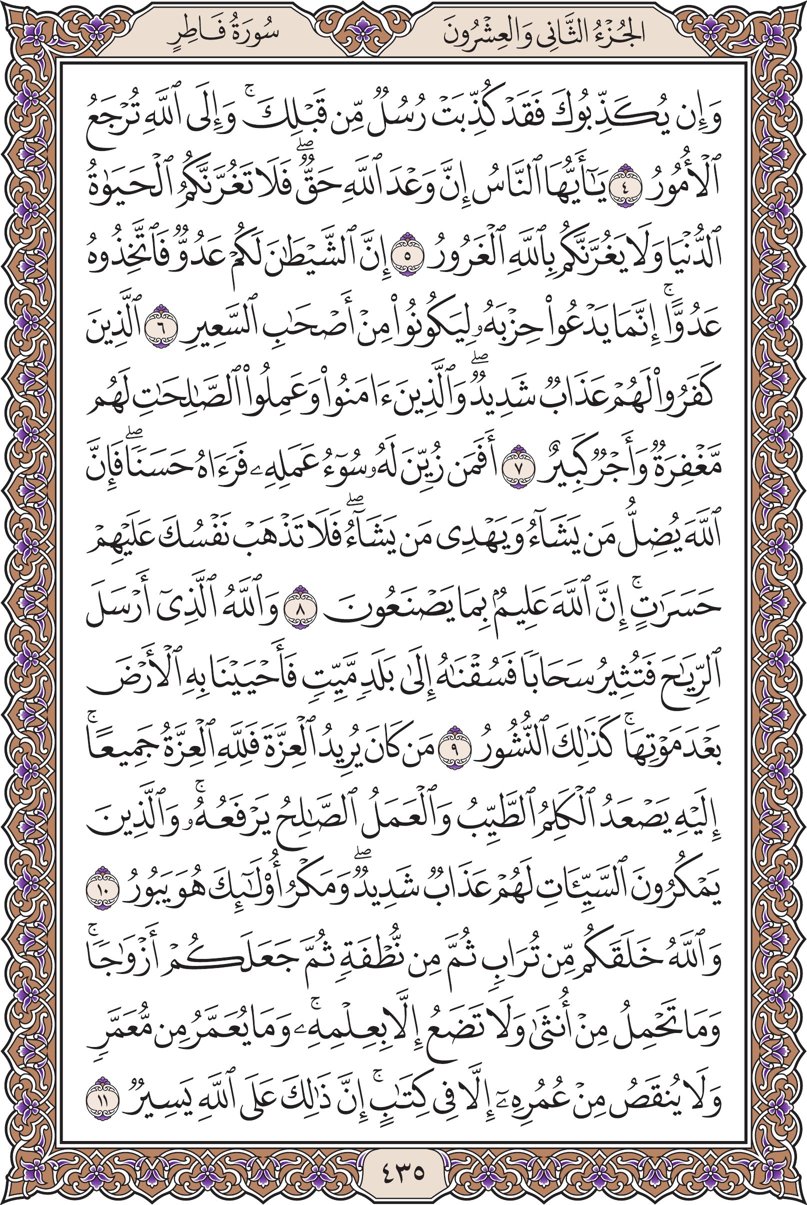 الجُزْءُ الثَّانِي وَالعِشْرُونَ
سُورَةُ فَاطِرٍ
وَإِن يُكَذِّبُوكَ فَقَدْ كُذِّبَتْ رُسُلٌ مِّن قَبْلِكَ ۚ وَإِلَى ٱللَّهِ تُرْجَعُ
ٱلْأُمُورُ ٤ يَٰٓأَيُّهَا ٱلنَّاسُ إِنَّ وَعْدَ ٱللَّهِ حَقٌّ ۖ فَلَا تَغُرَّنَّكُمُ ٱلْحَيَوٰةُ
ٱلدُّنْيَا وَلَا يَغُرَّنَّكُم بِٱللَّهِ ٱلْغَرُورُ ٥ إِنَّ ٱلشَّيْطَٰنَ لَكُمْ عَدُوٌّ فَٱتَّخِذُوهُ
عَدُوًّا ۚ إِنَّمَا يَدْعُوا۟ حِزْبَهُۥ لِيَكُونُوا۟ مِنْ أَصْحَٰبِ ٱلسَّعِيرِ ٦ ٱلَّذِينَ
كَفَرُوا۟ لَهُمْ عَذَابٌ شَدِيدٌ ۖ وَٱلَّذِينَ ءَامَنُوا۟ وَعَمِلُوا۟ ٱلصَّٰلِحَٰتِ لَهُم
مَّغْفِرَةٌ وَأَجْرٌ كَبِيرٌ ٧ أَفَمَن زُيِّنَ لَهُۥ سُوٓءُ عَمَلِهِۦ فَرَءَاهُ حَسَنًا ۖ فَإِنَّ
ٱللَّهَ يُضِلُّ مَن يَشَآءُ وَيَهْدِى مَن يَشَآءُ ۖ فَلَا تَذْهَبْ نَفْسُكَ عَلَيْهِمْ
حَسَرَٰتٍ ۚ إِنَّ ٱللَّهَ عَلِيمٌۢ بِمَا يَصْنَعُونَ ٨ وَٱللَّهُ ٱلَّذِىٓ أَرْسَلَ
ٱلرِّيَٰحَ فَتُثِيرُ سَحَابًا فَسُقْنَٰهُ إِلَىٰ بَلَدٍ مَّيِّتٍ فَأَحْيَيْنَا بِهِ ٱلْأَرْضَ
بَعْدَ مَوْتِهَا ۚ كَذَٰلِكَ ٱلنُّشُورُ ٩ مَن كَانَ يُرِيدُ ٱلْعِزَّةَ فَلِلَّهِ ٱلْعِزَّةُ جَمِيعًا ۚ
إِلَيْهِ يَصْعَدُ ٱلْكَلِمُ ٱلطَّيِّبُ وَٱلْعَمَلُ ٱلصَّٰلِحُ يَرْفَعُهُۥ ۚ وَٱلَّذِينَ
يَمْكُرُونَ ٱلسَّيِّـَٔاتِ لَهُمْ عَذَابٌ شَدِيدٌ ۖ وَمَكْرُ أُو۟لَٰٓئِكَ هُوَ يَبُورُ ١٠
وَٱللَّهُ خَلَقَكُم مِّن تُرَابٍ ثُمَّ مِن نُّطْفَةٍ ثُمَّ جَعَلَكُمْ أَزْوَٰجًا ۚ
وَمَا تَحْمِلُ مِنْ أُنثَىٰ وَلَا تَضَعُ إِلَّا بِعِلْمِهِۦ ۚ وَمَا يُعَمَّرُ مِن مُّعَمَّرٍ
وَلَا يُنقَصُ مِنْ عُمُرِهِۦٓ إِلَّا فِى كِتَٰبٍ ۚ إِنَّ ذَٰلِكَ عَلَى ٱللَّهِ يَسِيرٌ ١١
٤٣٥